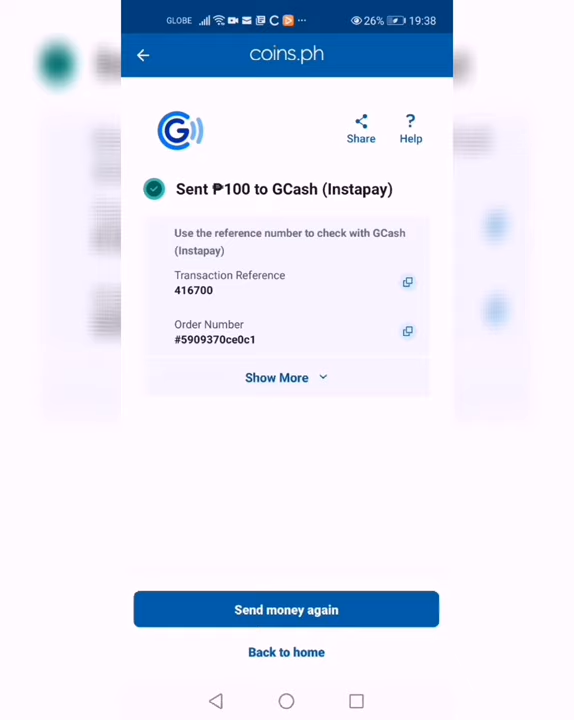 GLOBE 26% 19:38
coins.ph
G
Share Help
Sent ₱100 to GCash (Instapay)
Use the reference number to check with GCash
(Instapay)
Transaction Reference
416700
Order Number
#5909370ce0c1
Show More
Send money again
Back to home